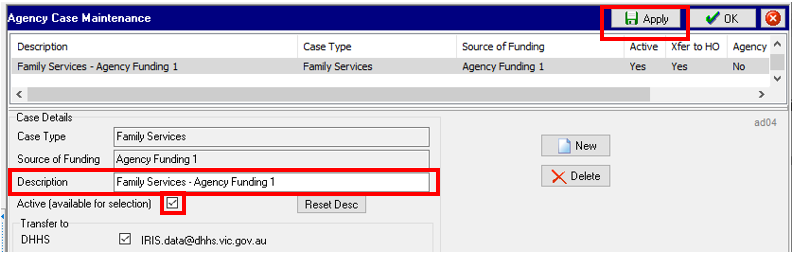 Agency Case Maintenance Apply OK
Description Case Type Source of Funding Active Xfer to HO Agency
Family Services - Agency Funding 1 Family Services Agency Funding 1 Yes Yes No
Case Details
ad04
Case Type Family Services
New
Source of Funding Agency Funding 1
Description Family Services - Agency Funding 1
Delete
Active (available for selection) Reset Desc
Transfer to
DHHS IRIS.data@dhhs.vic.gov.au